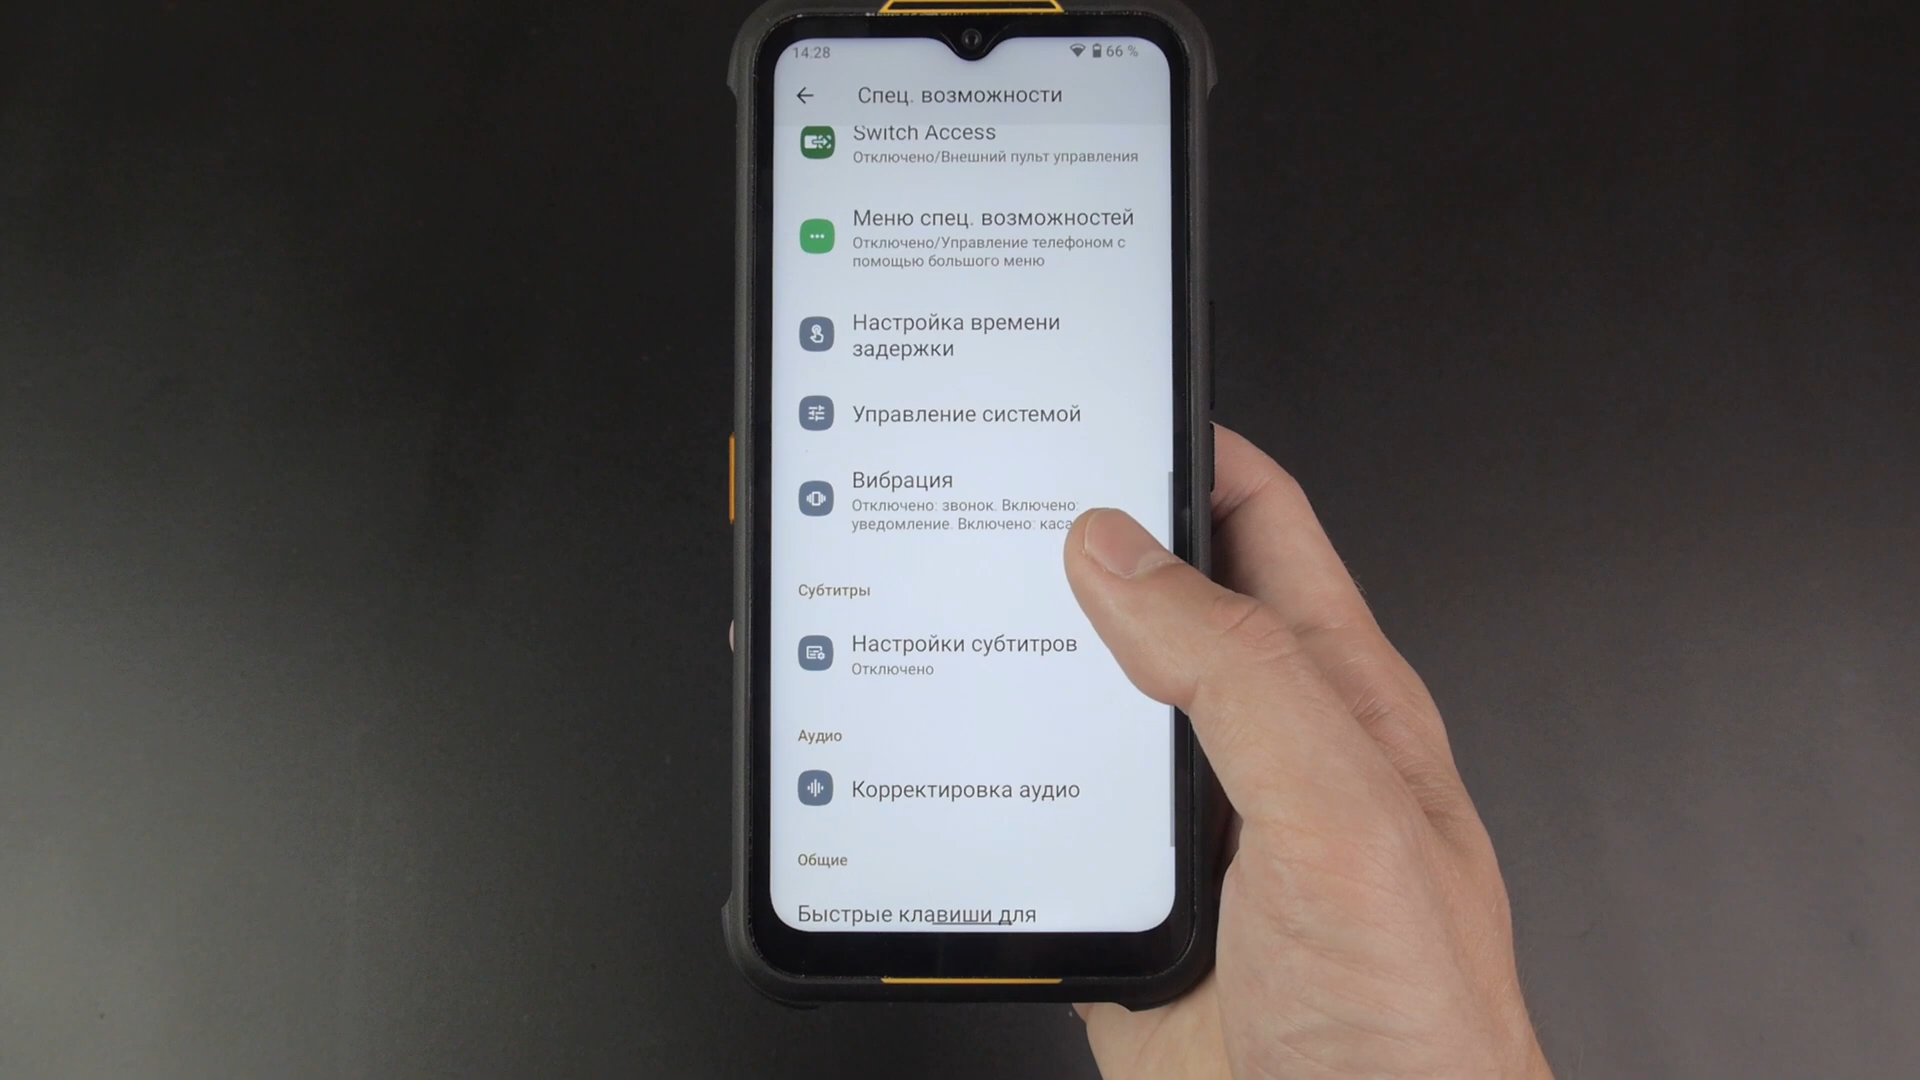 14.28
66 %
Спец. возможности
Switch Access
Отключено/Внешний пульт управления
Меню спец. возможностей
Отключено/Управление телефоном с
помощью большого меню
Настройка времени
задержки
Управление системой
Вибрация
Отключено: звонок. Включено:
уведомление. Включено:
Субтитры
Настройки субтитров
Отключено
Аудио
Корректировка аудио
Общие
Быстрые клавиши для